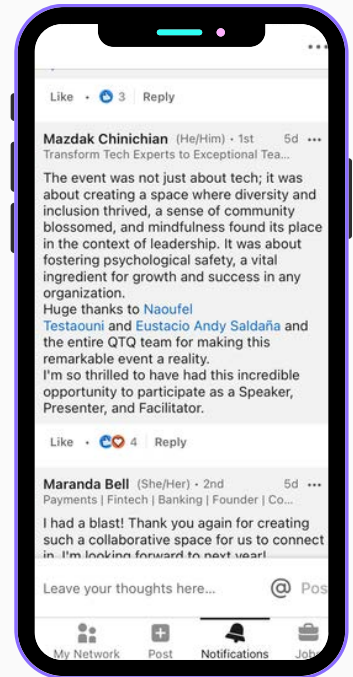 Like • 3 Reply
Mazdak Chinichian (He/Him) • 1st 5d •••
Transform Tech Experts to Exceptional Tea...
The event was not just about tech; it was
about creating a space where diversity and
inclusion thrived, a sense of community
blossomed, and mindfulness found its place
in the context of leadership. It was about
fostering psychological safety, a vital
ingredient for growth and success in any
organization.
Huge thanks to Naoufel
Testaouni and Eustacio Andy Saldaña and
the entire QTQ team for making this
remarkable event a reality.
I'm so thrilled to have had this incredible
opportunity to participate as a Speaker,
Presenter, and Facilitator.
Like • 4 Reply
Maranda Bell (She/Her) • 2nd 5d •••
Payments | Fintech | Banking | Founder | Co...
I had a blast! Thank you again for creating
such a collaborative space for us to connect
in. I'm looking forward to next year!
Leave your thoughts here... @ Pos
My Network Post Notifications Jobs